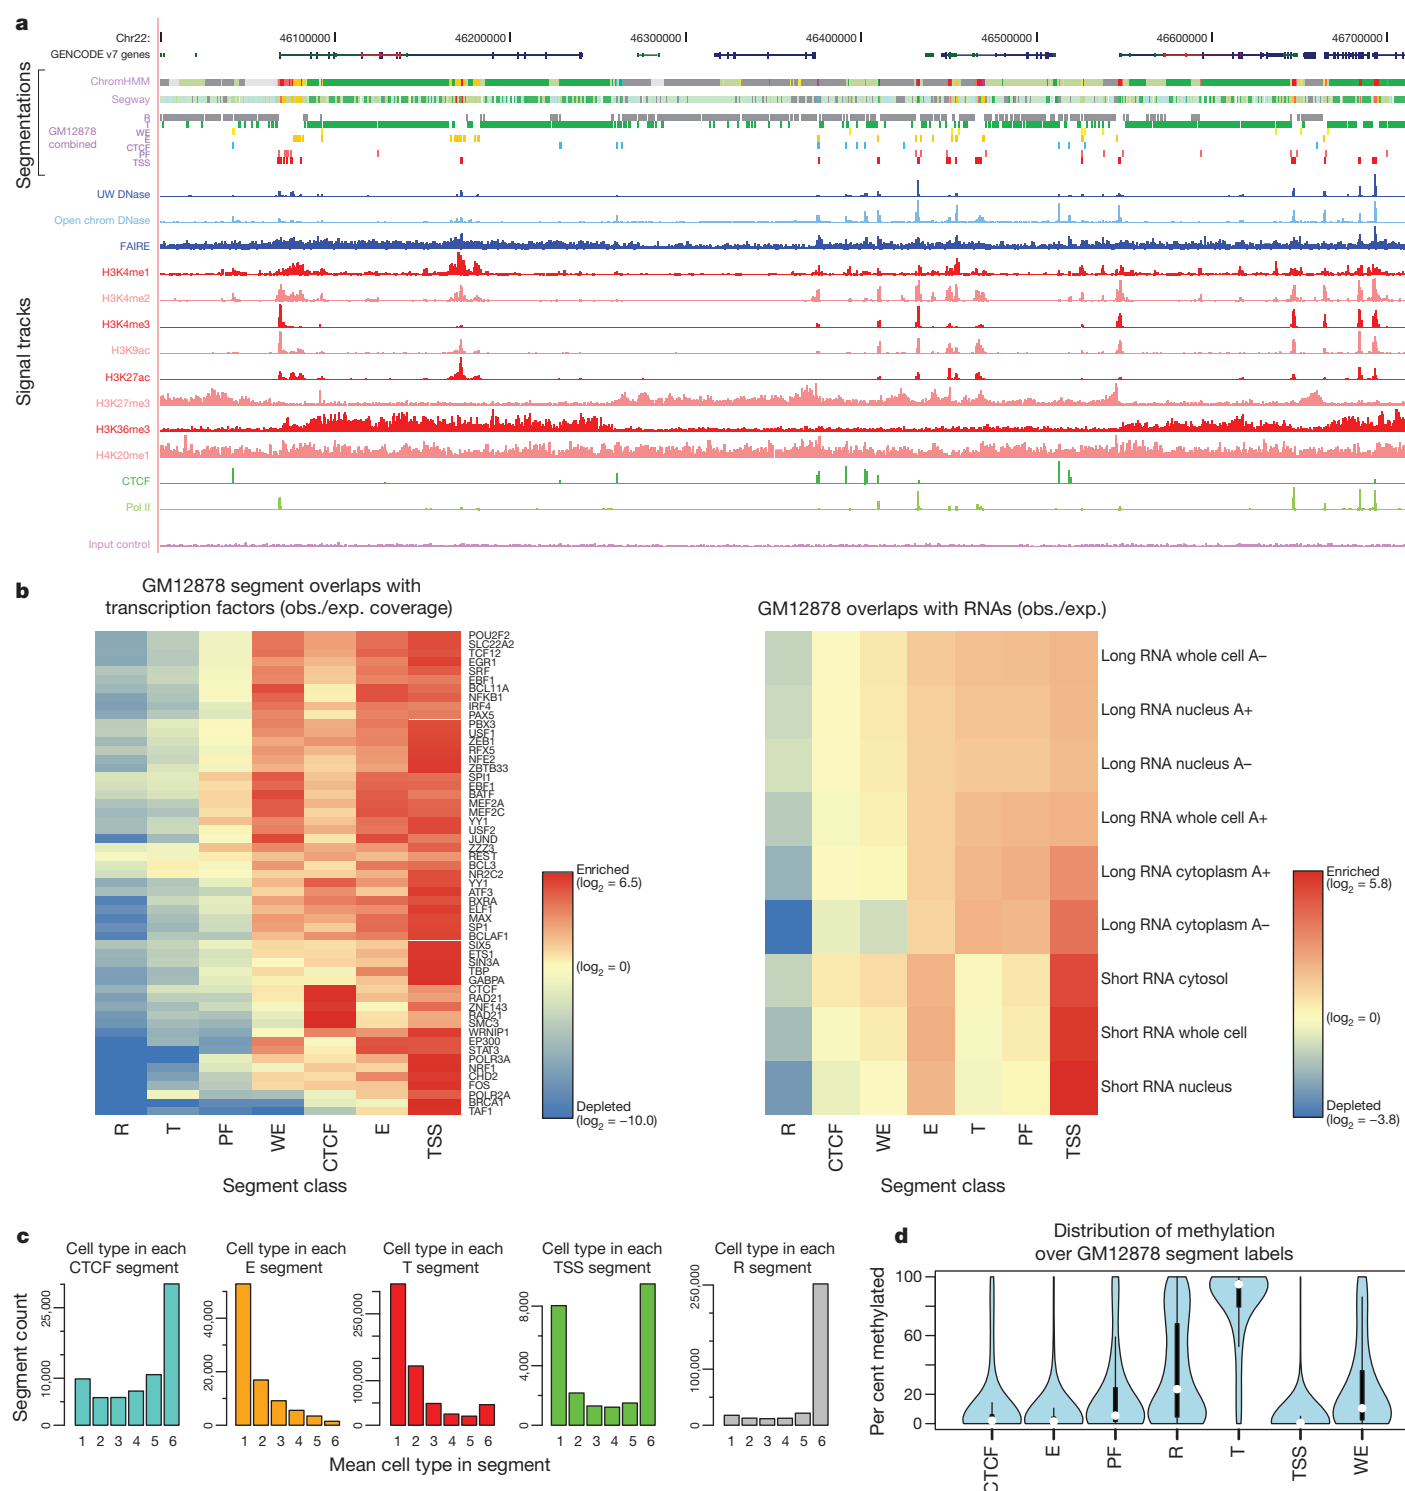 a
Chr22:
46100000
46200000
46300000
46400000
46500000
46600000
46700000
GENCODE v7 genes
Segmentations
ChromHMM
Segway
GM12878
combined
R
T
WE
E
CTCF
PF
TSS
Signal tracks
UW DNase
Open chrom DNase
FAIRE
H3K4me1
H3K4me2
H3K4me3
H3K9ac
H3K27ac
H3K27me3
H3K36me3
H4K20me1
CTCF
Pol II
Input control
b
GM12878 segment overlaps with
transcription factors (obs./exp. coverage)
POU2F2
SLC22A2
TCF12
EGR1
SRF
EBF1
BCL11A
NFKB1
IRF4
PAX5
PBX3
USF1
ZEB1
RFX5
NFE2
ZBTB33
SPI1
EBF1
BATF
MEF2A
MEF2C
YY1
USF2
JUND
ZZZ3
REST
BCL3
NR2C2
YY1
ATF3
RXRA
ELF1
MAX
SP1
BCLAF1
SIX5
ETS1
SIN3A
TBP
GABPA
CTCF
RAD21
ZNF143
RAD21
SMC3
WRNIP1
EP300
STAT3
POLR3A
NRF1
CHD2
FOS
POLR2A
BRCA1
TAF1
R
T
PF
WE
CTCF
E
TSS
Segment class
Enriched
(log2 = 6.5)
(log2 = 0)
Depleted
(log2 = −10.0)
GM12878 overlaps with RNAs (obs./exp.)
Long RNA whole cell A−
Long RNA nucleus A+
Long RNA nucleus A−
Long RNA whole cell A+
Long RNA cytoplasm A+
Long RNA cytoplasm A−
Short RNA cytosol
Short RNA whole cell
Short RNA nucleus
R
CTCF
WE
E
T
PF
TSS
Segment class
Enriched
(log2 = 5.8)
(log2 = 0)
Depleted
(log2 = −3.8)
c
Segment count
Cell type in each
CTCF segment
25,000
10,000
0
1 2 3 4 5 6
Cell type in each
E segment
40,000
20,000
0
1 2 3 4 5 6
Cell type in each
T segment
250,000
100,000
0
1 2 3 4 5 6
Cell type in each
TSS segment
8,000
4,000
0
1 2 3 4 5 6
Cell type in each
R segment
250,000
100,000
0
1 2 3 4 5 6
Mean cell type in segment
d
Distribution of methylation
over GM12878 segment labels
Per cent methylated
100
60
20
0
CTCF
E
PF
R
T
TSS
WE